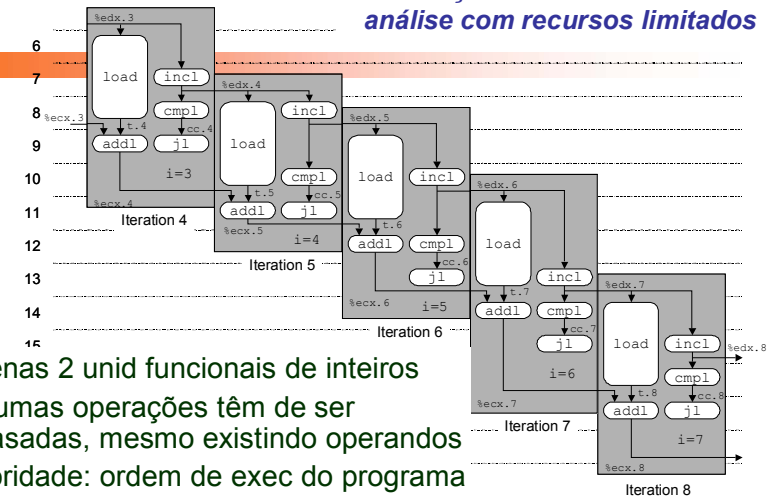 análise com recursos limitados
6
7
8
9
10
11
12
13
14
%edx.3
load
incl
cmpl
%ecx.3
t.4
cc.4
addl
jl
i=3
%ecx.4
Iteration 4
%edx.4
load
incl
cmpl
t.5
cc.5
addl
jl
%ecx.5
i=4
Iteration 5
%edx.5
load
incl
t.6
addl
cmpl
cc.6
jl
%ecx.6
i=5
Iteration 6
%edx.6
load
incl
t.7
addl
cmpl
cc.7
jl
i=6
%ecx.7
Iteration 7
%edx.7
load
incl
%edx.8
cmpl
t.8
cc.8
addl
jl
i=7
%ecx.8
Iteration 8
enas 2 unid funcionais de inteiros
umas operações têm de ser
asadas, mesmo existindo operandos
oridade: ordem de exec do programa